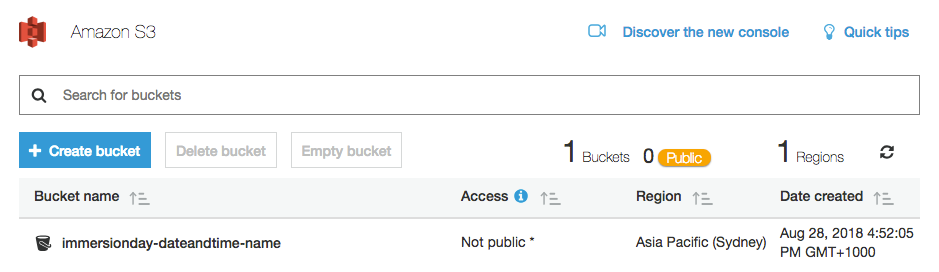 Amazon S3 Discover the new console Quick tips
Search for buckets
+ Create bucket Delete bucket Empty bucket 1 Buckets 0 Public 1 Regions
Bucket name Access Region Date created
immersionday-dateandtime-name Not public * Asia Pacific (Sydney) Aug 28, 2018 4:52:05
PM GMT+1000